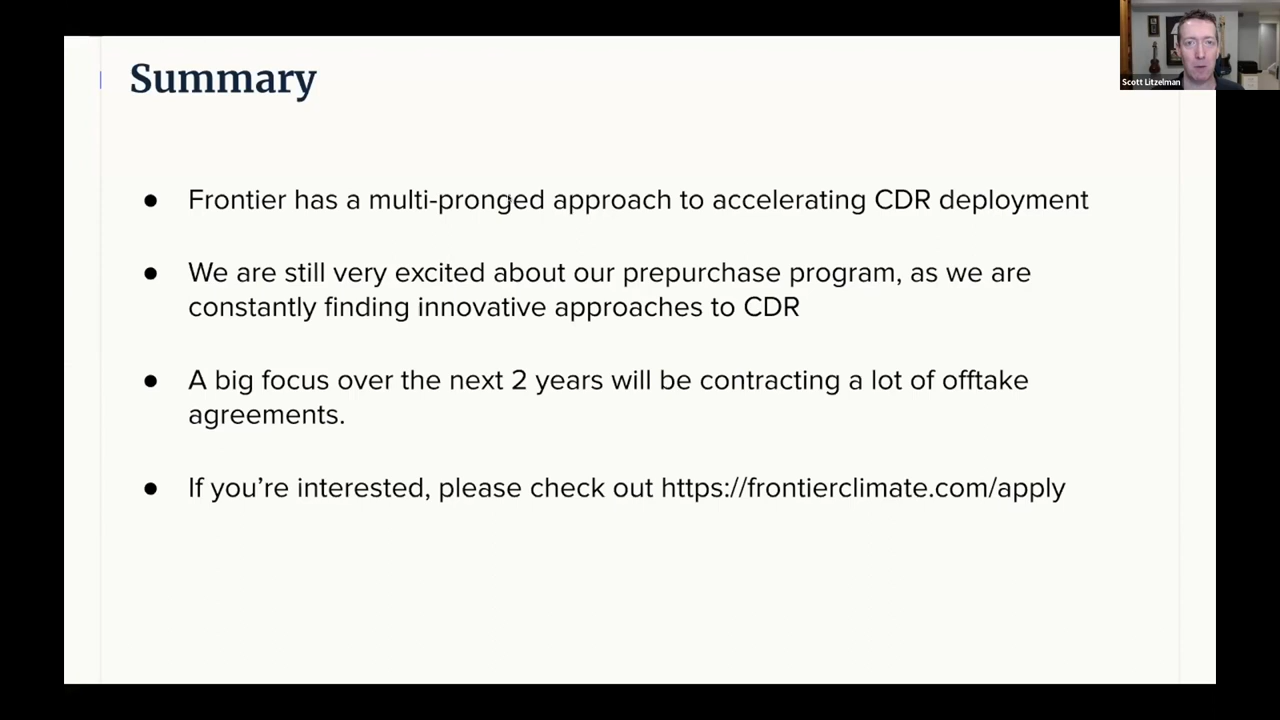 Summary
● Frontier has a multi-pronged approach to accelerating CDR deployment
● We are still very excited about our prepurchase program, as we are
constantly finding innovative approaches to CDR
● A big focus over the next 2 years will be contracting a lot of offtake
agreements.
● If you’re interested, please check out https://frontierclimate.com/apply
Scott Litzelman